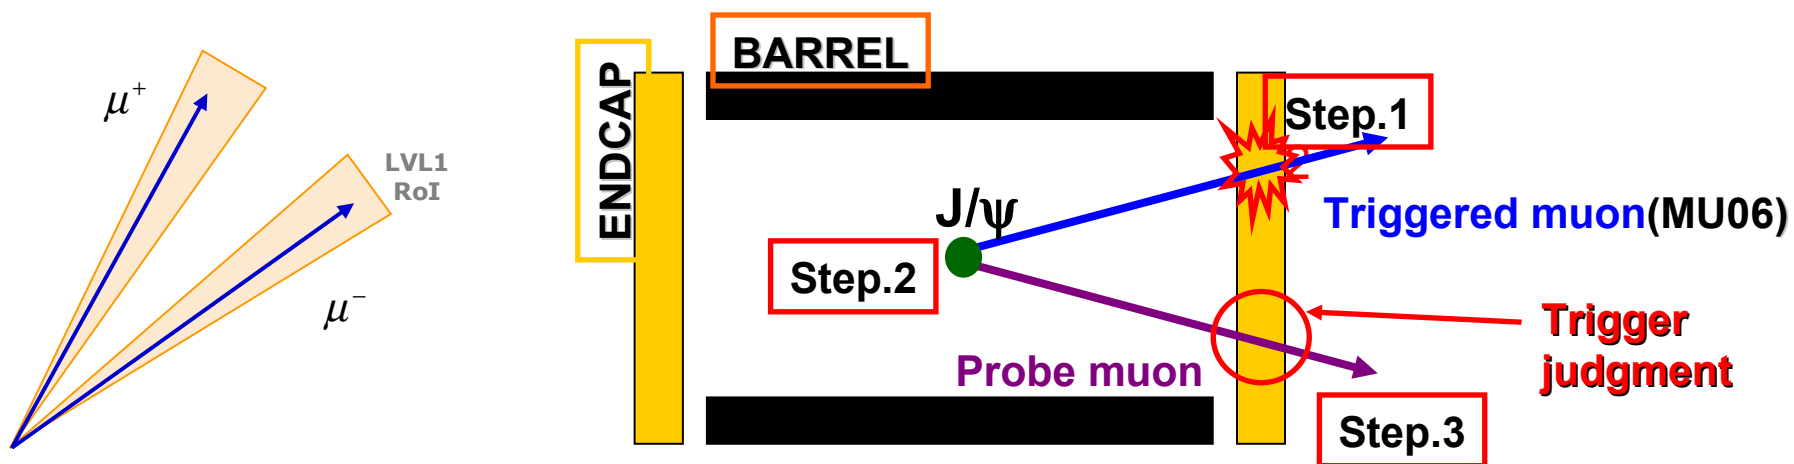 μ⁺
LVL1
RoI
μ⁻
ENDCAP
BARREL
Step.1
J/ψ
Triggered muon(MU06)
Step.2
Trigger
judgment
Probe muon
Step.3